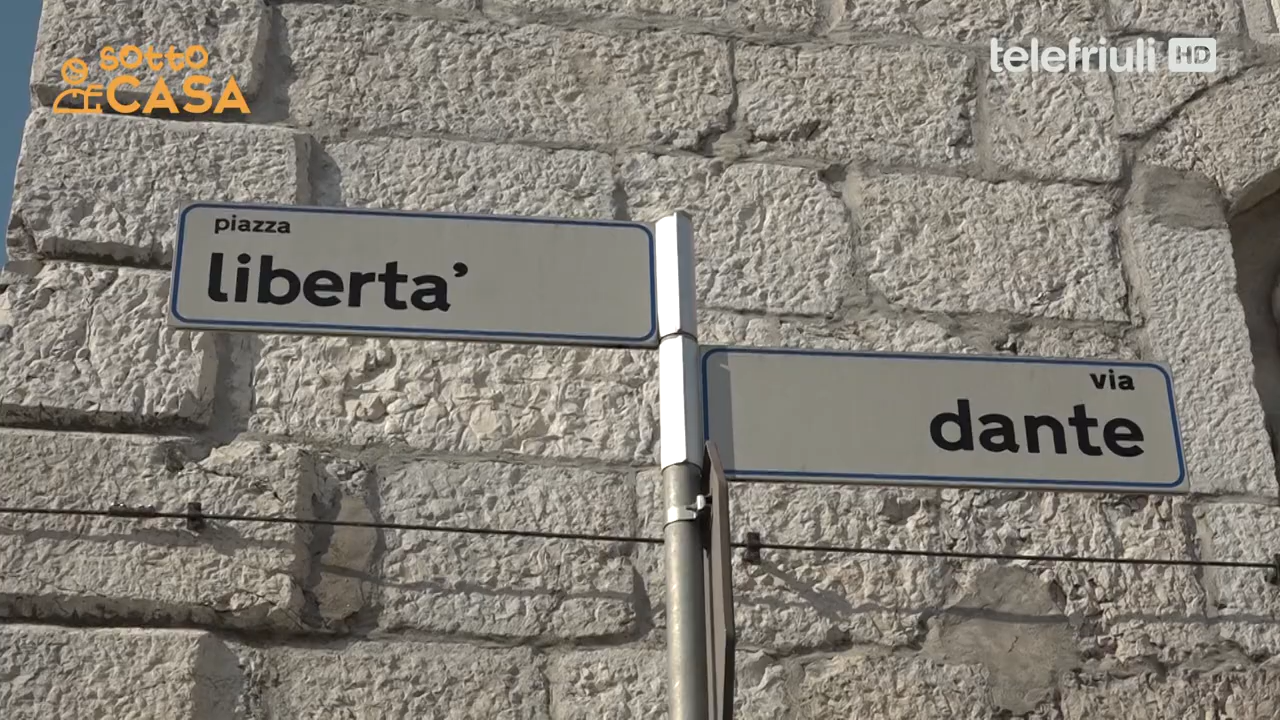 sotto
CASA
telefriuli HD
piazza
liberta’
via
dante